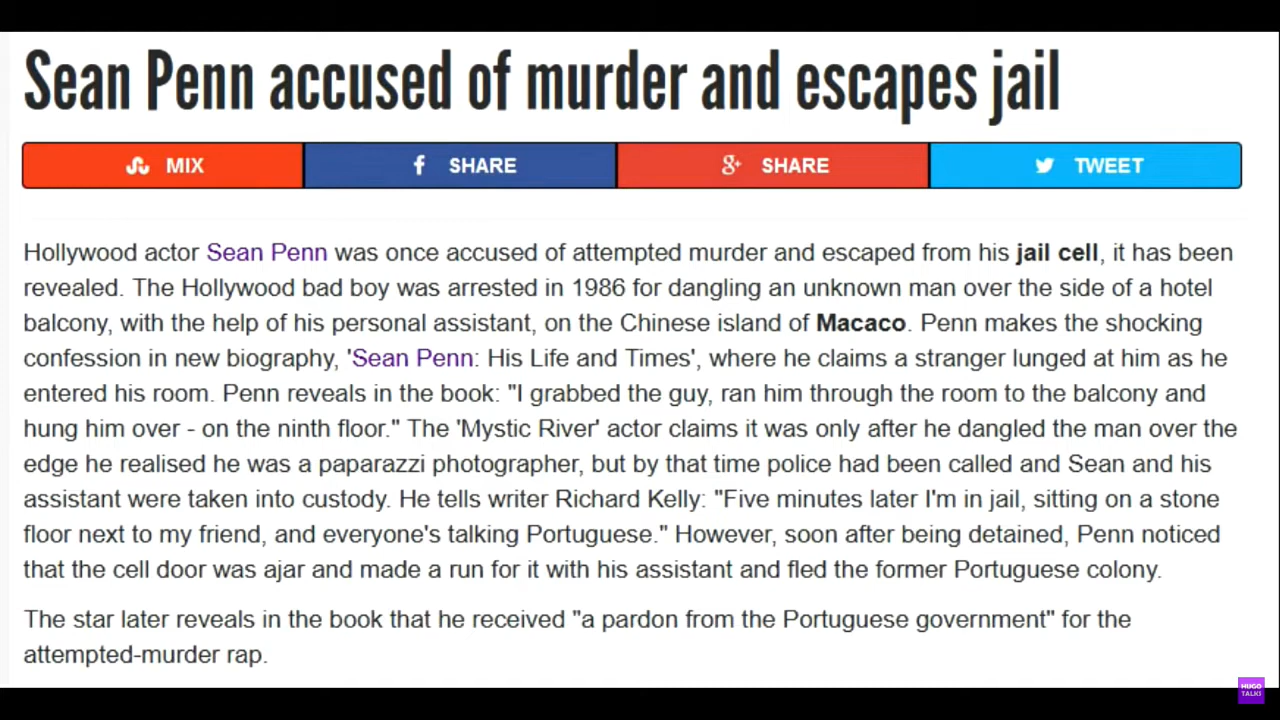 Sean Penn accused of murder and escapes jail
MIX SHARE SHARE TWEET
Hollywood actor Sean Penn was once accused of attempted murder and escaped from his jail cell, it has been
revealed. The Hollywood bad boy was arrested in 1986 for dangling an unknown man over the side of a hotel
balcony, with the help of his personal assistant, on the Chinese island of Macaco. Penn makes the shocking
confession in new biography, 'Sean Penn: His Life and Times', where he claims a stranger lunged at him as he
entered his room. Penn reveals in the book: "I grabbed the guy, ran him through the room to the balcony and
hung him over - on the ninth floor." The 'Mystic River' actor claims it was only after he dangled the man over the
edge he realised he was a paparazzi photographer, but by that time police had been called and Sean and his
assistant were taken into custody. He tells writer Richard Kelly: "Five minutes later I'm in jail, sitting on a stone
floor next to my friend, and everyone's talking Portuguese." However, soon after being detained, Penn noticed
that the cell door was ajar and made a run for it with his assistant and fled the former Portuguese colony.
The star later reveals in the book that he received "a pardon from the Portuguese government" for the
attempted-murder rap.
HUGO
TALKS